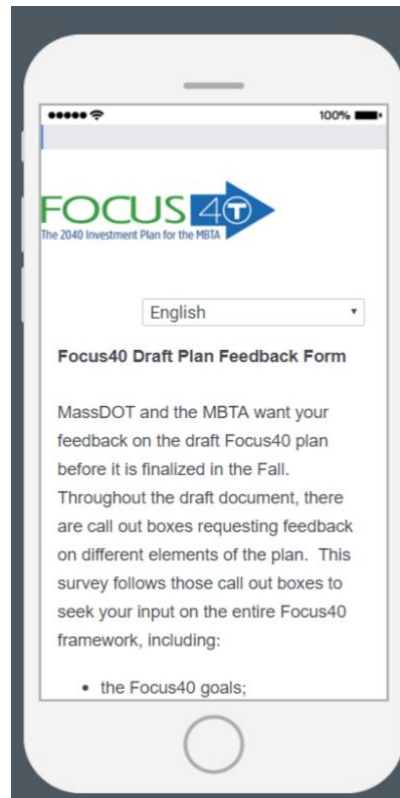 100%
FOCUS 40
The 2040 Investment Plan for the MBTA
English
Focus40 Draft Plan Feedback Form
MassDOT and the MBTA want your
feedback on the draft Focus40 plan
before it is finalized in the Fall.
Throughout the draft document, there
are call out boxes requesting feedback
on different elements of the plan.  This
survey follows those call out boxes to
seek your input on the entire Focus40
framework, including:
• the Focus40 goals;